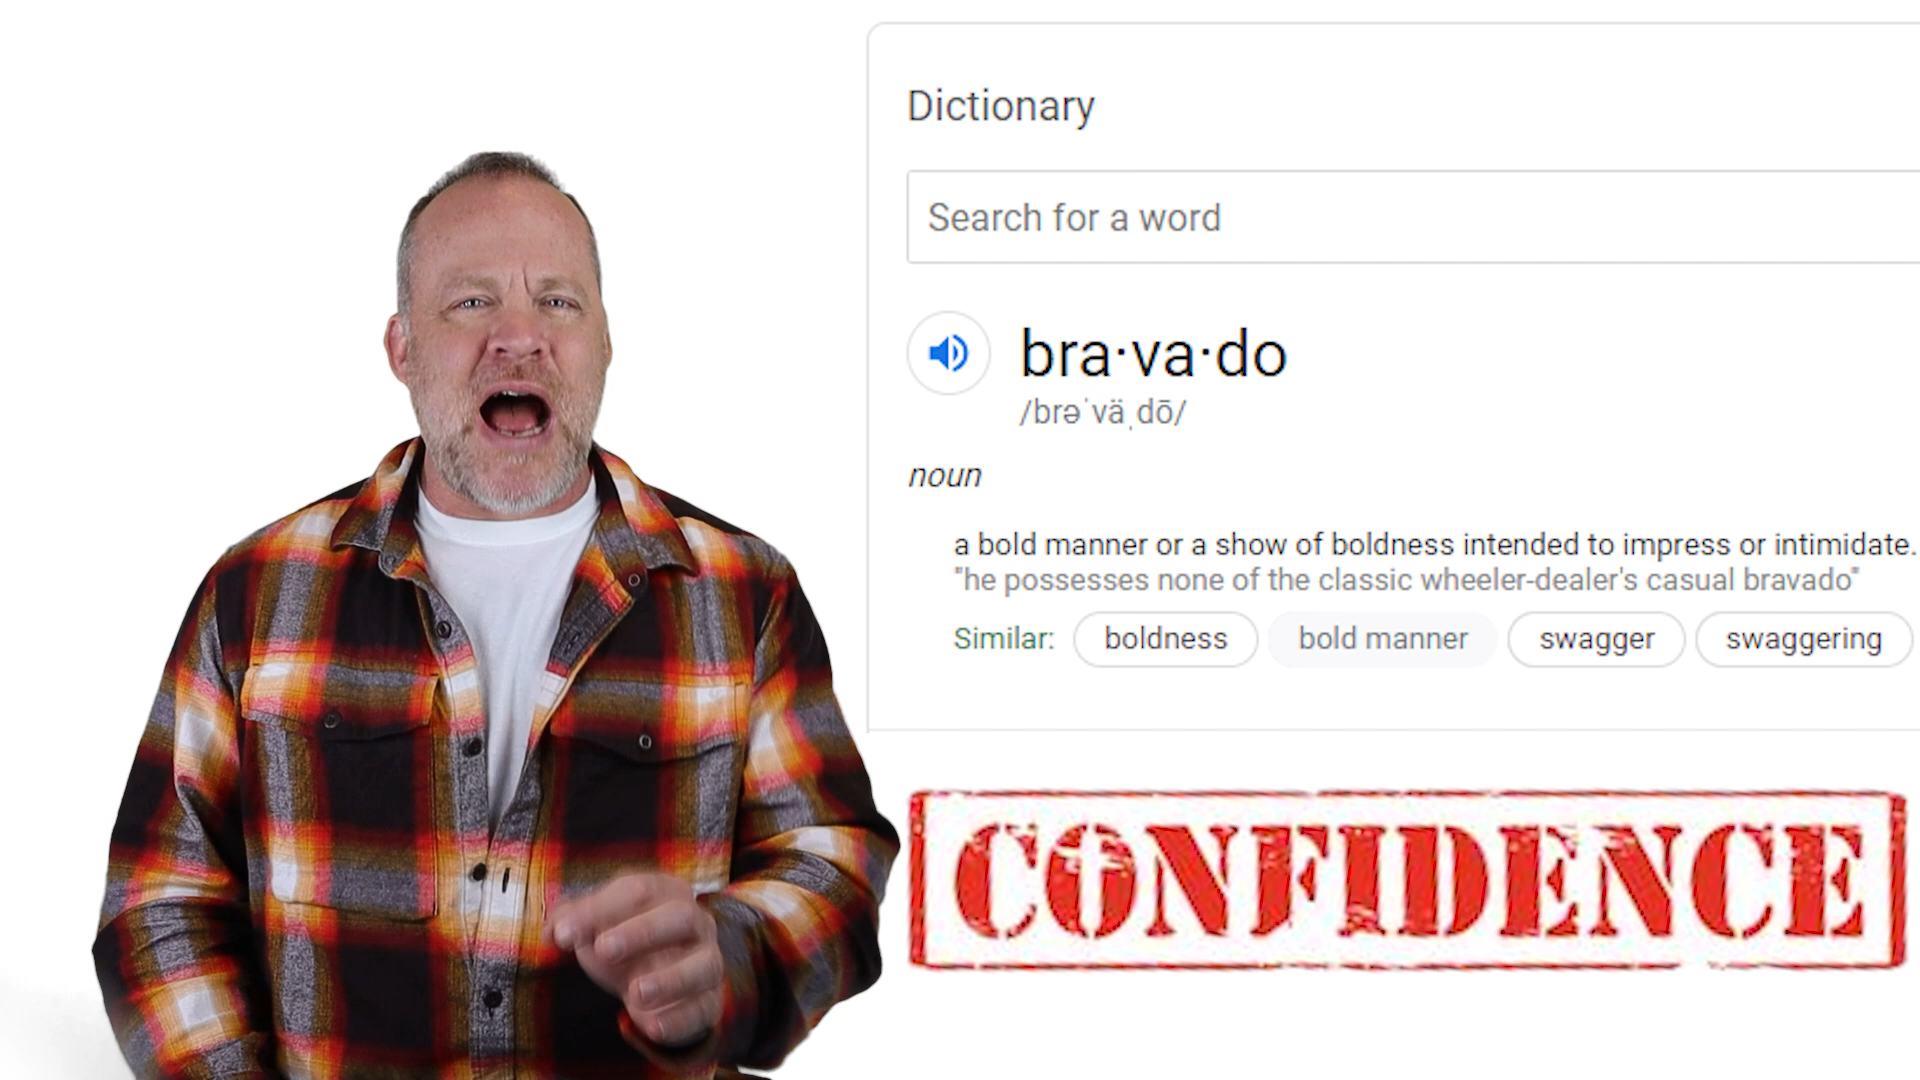 Dictionary
Search for a word
bra·va·do
/brəˈväˌdō/
noun
a bold manner or a show of boldness intended to impress or intimidate.
"he possesses none of the classic wheeler-dealer's casual bravado"
Similar: boldness bold manner swagger swaggering
CONFIDENCE